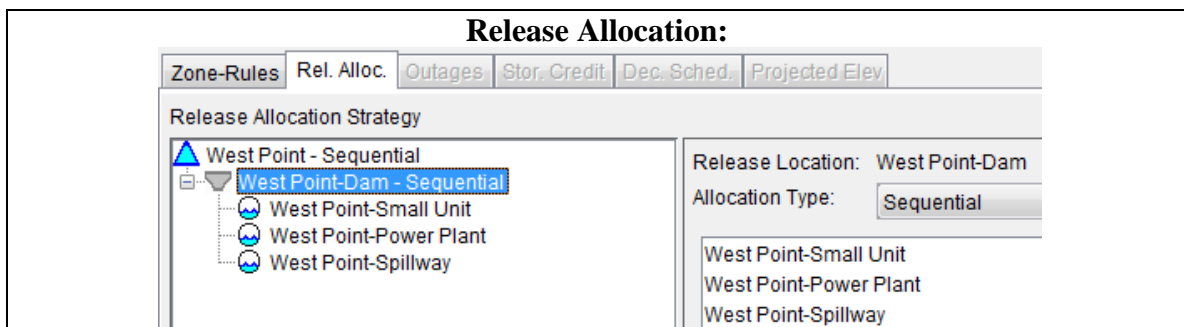 Release Allocation:
Zone-Rules Rel. Alloc. Outages Stor. Credit Dec. Sched. Projected Elev
Release Allocation Strategy
West Point - Sequential
West Point-Dam - Sequential
West Point-Small Unit
West Point-Power Plant
West Point-Spillway
Release Location: West Point-Dam
Allocation Type: Sequential
West Point-Small Unit
West Point-Power Plant
West Point-Spillway